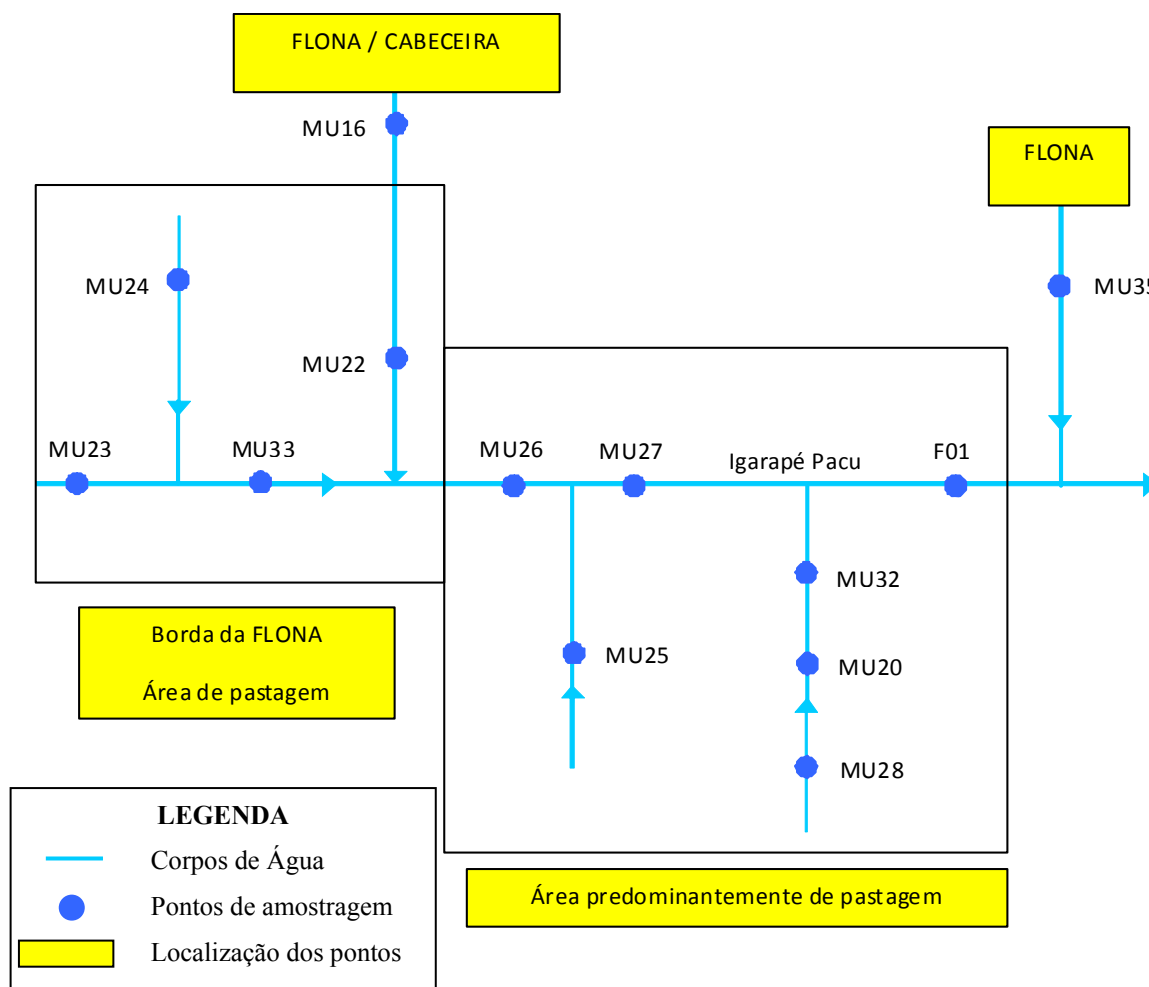 FLONA / CABECEIRA
MU16
FLONA
MU24
MU35
MU22
MU23
MU33
MU26
MU27
Igarapé Pacu
F01
MU32
Borda da FLONA
Área de pastagem
MU25
MU20
MU28
LEGENDA
Corpos de Água
Pontos de amostragem
Localização dos pontos
Área predominantemente de pastagem